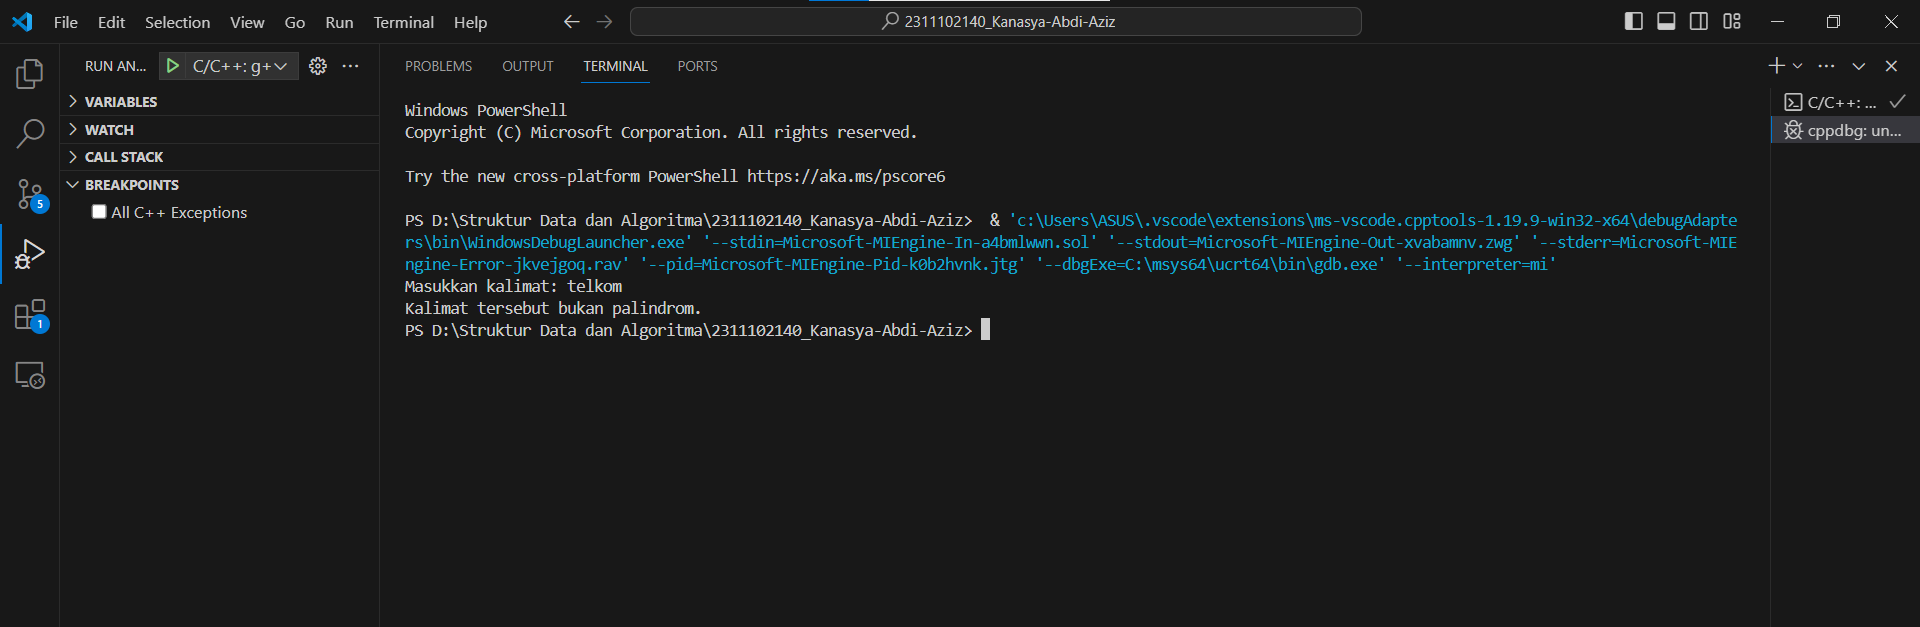 File Edit Selection View Go Run Terminal Help
2311102140_Kanasya-Abdi-Aziz
RUN AN...
C/C++: g+
VARIABLES
WATCH
CALL STACK
BREAKPOINTS
All C++ Exceptions
5
1
PROBLEMS OUTPUT TERMINAL PORTS
Windows PowerShell
Copyright (C) Microsoft Corporation. All rights reserved.
Try the new cross-platform PowerShell https://aka.ms/pscore6
PS D:\Struktur Data dan Algoritma\2311102140_Kanasya-Abdi-Aziz>  & 'c:\Users\ASUS\.vscode\extensions\ms-vscode.cpptools-1.19.9-win32-x64\debugAdapte
rs\bin\WindowsDebugLauncher.exe' '--stdin=Microsoft-MIEngine-In-a4bmlwwn.sol' '--stdout=Microsoft-MIEngine-Out-xvabamnv.zwg' '--stderr=Microsoft-MIE
ngine-Error-jkvejgoq.rav' '--pid=Microsoft-MIEngine-Pid-k0b2hvnk.jtg' '--dbgExe=C:\msys64\ucrt64\bin\gdb.exe' '--interpreter=mi'
Masukkan kalimat: telkom
Kalimat tersebut bukan palindrom.
PS D:\Struktur Data dan Algoritma\2311102140_Kanasya-Abdi-Aziz>
C/C++: ...
cppdbg: un...